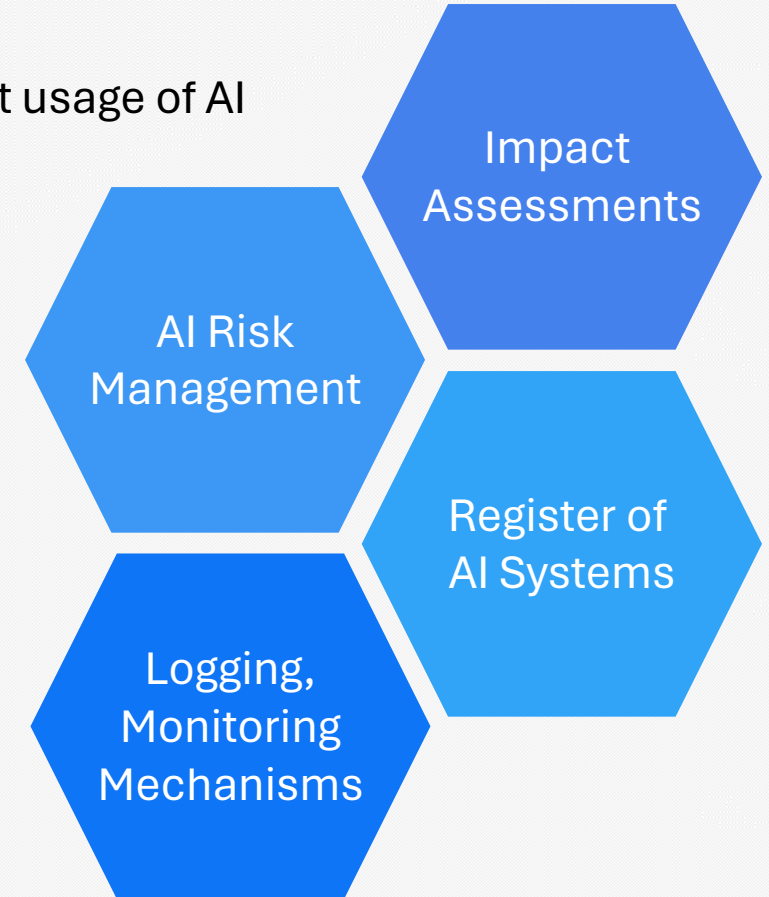 t usage of AI
Impact
Assessments
AI Risk
Management
Register of
AI Systems
Logging,
Monitoring
Mechanisms